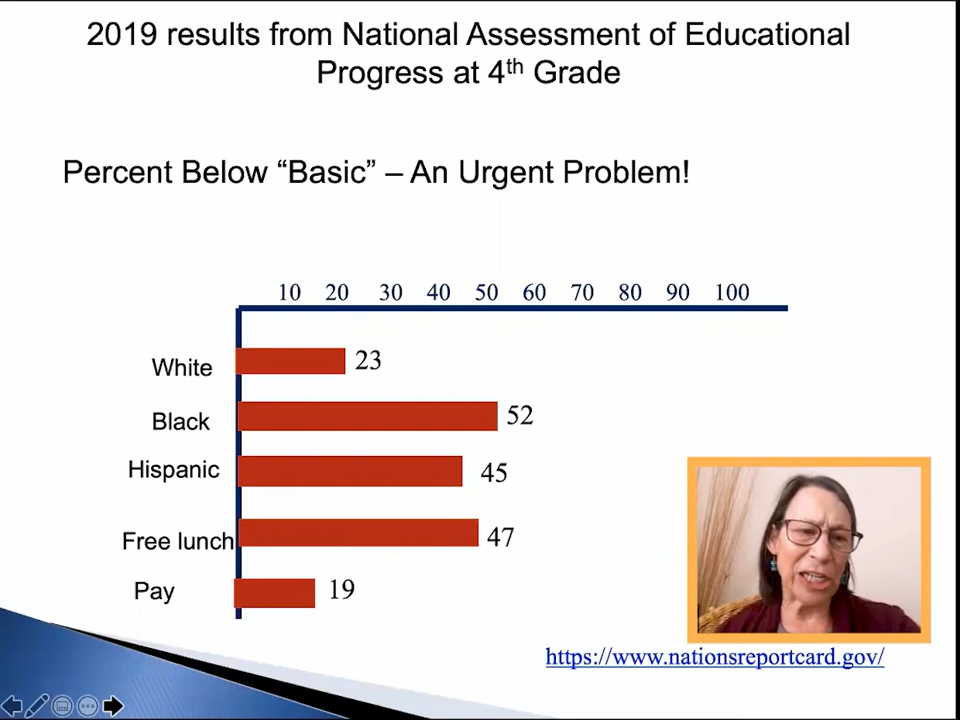 2019 results from National Assessment of Educational
Progress at 4th Grade
Percent Below “Basic” – An Urgent Problem!
10 20 30 40 50 60 70 80 90 100
White 23
Black 52
Hispanic 45
Free lunch 47
Pay 19
https://www.nationsreportcard.gov/